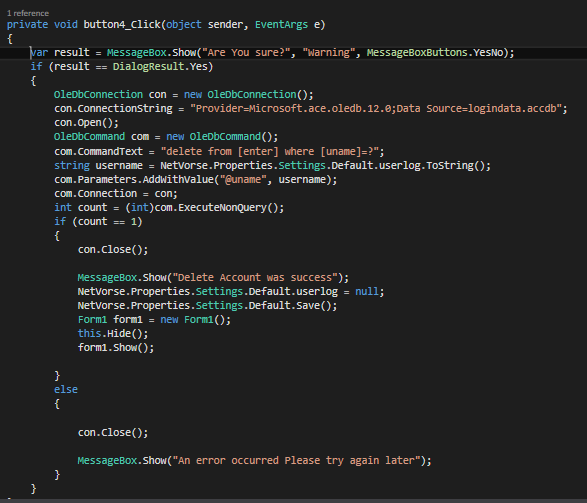 1 reference
private void button4_Click(object sender, EventArgs e)
{
var result = MessageBox.Show("Are You sure?", "Warning", MessageBoxButtons.YesNo);
if (result == DialogResult.Yes)
{
OleDbConnection con = new OleDbConnection();
con.ConnectionString = "Provider=Microsoft.ace.oledb.12.0;Data Source=logindata.accdb";
con.Open();
OleDbCommand com = new OleDbCommand();
com.CommandText = "delete from [enter] where [uname]=?";
string username = NetVorse.Properties.Settings.Default.userlog.ToString();
com.Parameters.AddWithValue("@uname", username);
com.Connection = con;
int count = (int)com.ExecuteNonQuery();
if (count == 1)
{
con.Close();
MessageBox.Show("Delete Account was success");
NetVorse.Properties.Settings.Default.userlog = null;
NetVorse.Properties.Settings.Default.Save();
Form1 form1 = new Form1();
this.Hide();
form1.Show();
}
else
{
con.Close();
MessageBox.Show("An error occurred Please try again later");
}
}